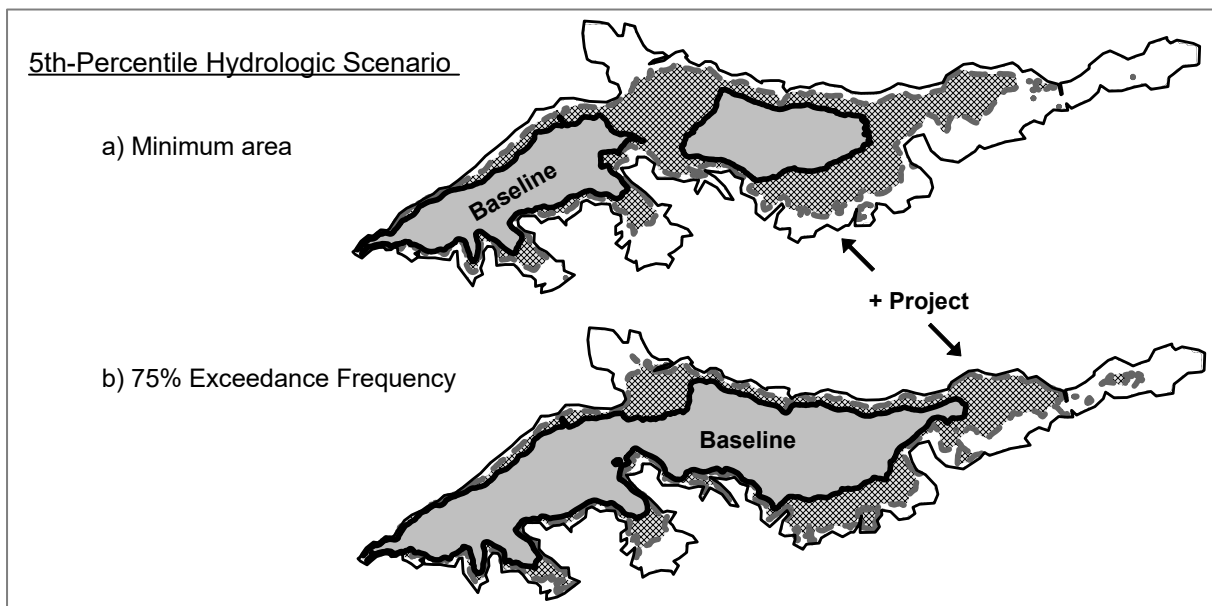 5th-Percentile Hydrologic Scenario
a) Minimum area
Baseline
+ Project
b) 75% Exceedance Frequency
Baseline